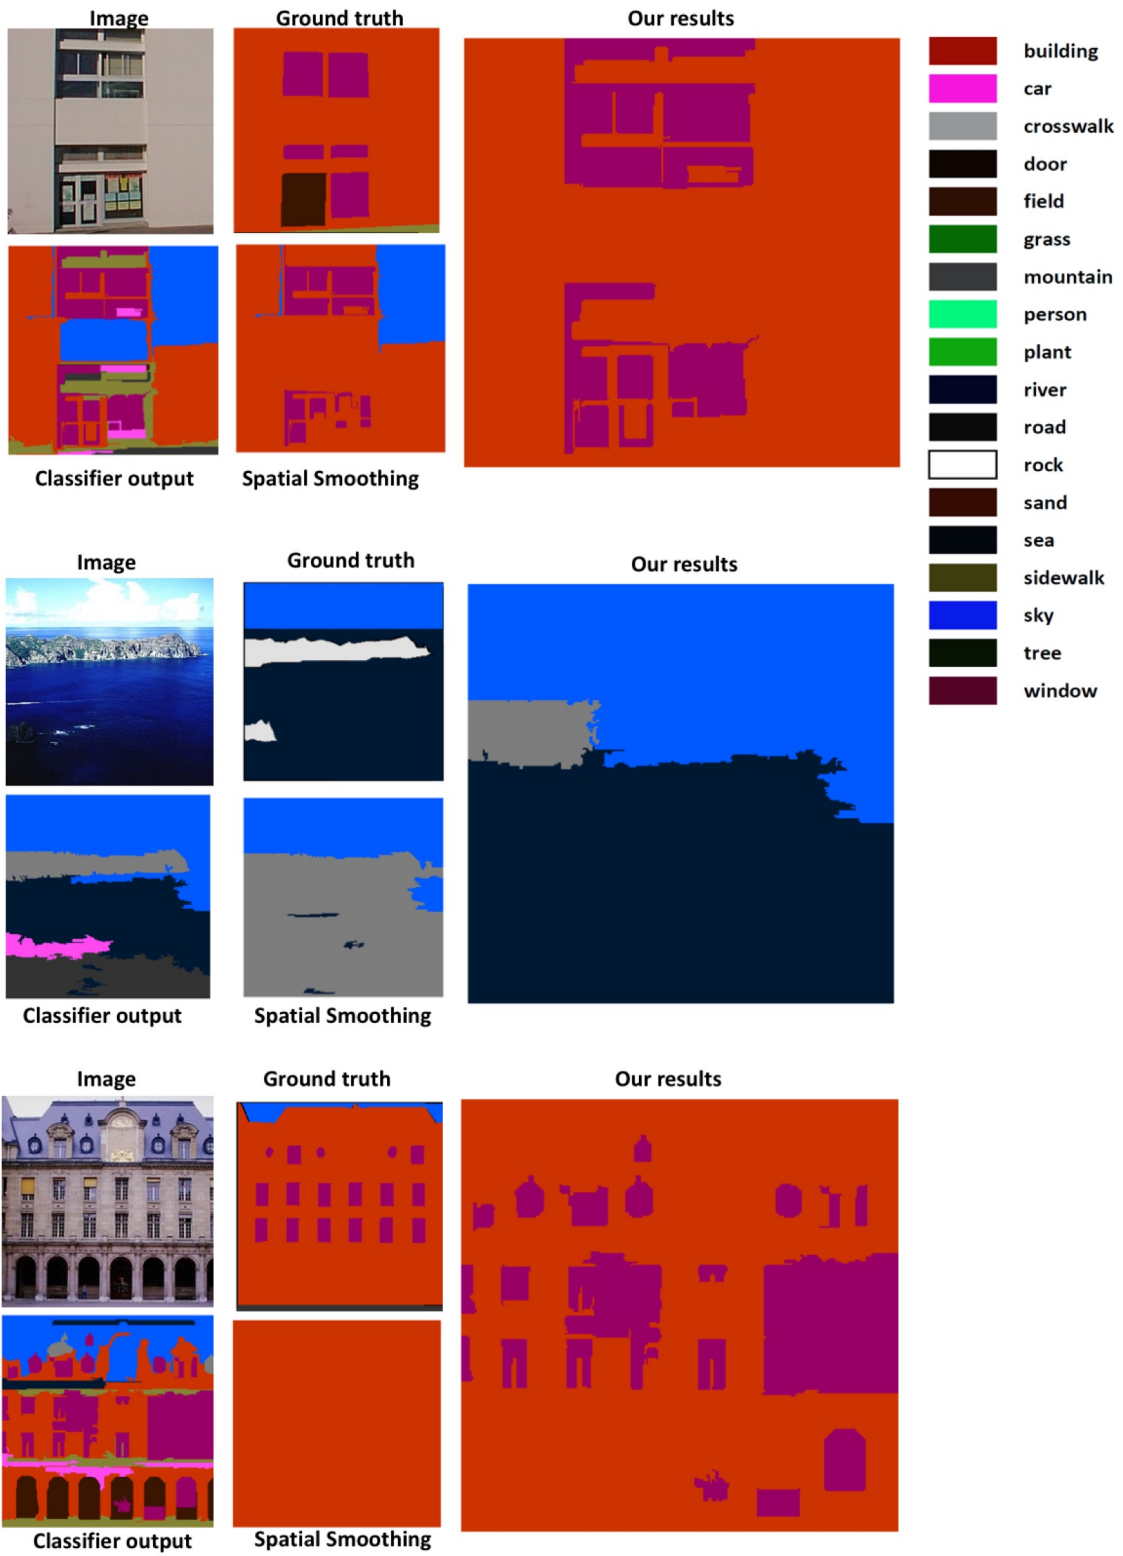 Image Ground truth Our results
building
car
crosswalk
door
field
grass
mountain
person
plant
river
road
rock
sand
sea
sidewalk
sky
tree
window
Classifier output Spatial Smoothing
Image Ground truth Our results
Classifier output Spatial Smoothing
Image Ground truth Our results
Classifier output Spatial Smoothing